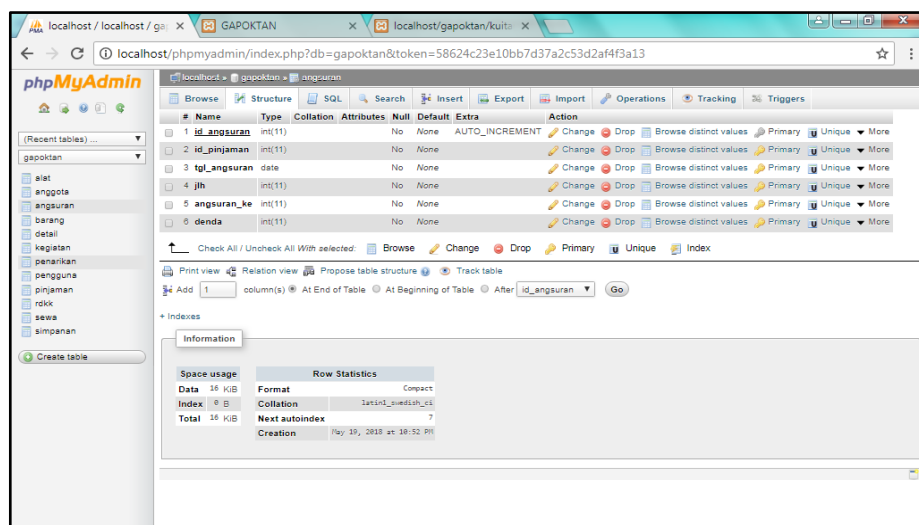 localhost / localhost / ga
GAPOKTAN
localhost/gapoktan/kuita
localhost/phpmyadmin/index.php?db=gapoktan&token=58624c23e10bb7d37a2c53d2af4f3a13
phpMyAdmin
(Recent tables) ...
gapoktan
alat
anggota
angsuran
barang
detail
kegiatan
penarikan
pengguna
pinjaman
rdkk
sewa
simpanan
Create table
localhost » gapoktan » angsuran
Browse Structure SQL Search Insert Export Import Operations Tracking Triggers
# Name Type Collation Attributes Null Default Extra Action
1 id_angsuran int(11) No None AUTO_INCREMENT Change Drop Browse distinct values Primary Unique More
2 id_pinjaman int(11) No None Change Drop Browse distinct values Primary Unique More
3 tgl_angsuran date No None Change Drop Browse distinct values Primary Unique More
4 jlh int(11) No None Change Drop Browse distinct values Primary Unique More
5 angsuran_ke int(11) No None Change Drop Browse distinct values Primary Unique More
6 denda int(11) No None Change Drop Browse distinct values Primary Unique More
Check All / Uncheck All With selected: Browse Change Drop Primary Unique Index
Print view Relation view Propose table structure Track table
Add 1 column(s) At End of Table At Beginning of Table After id_angsuran Go
+ Indexes
Information
Space usage
Data 16 KiB
Index 0 B
Total 16 KiB
Row Statistics
Format Compact
Collation latin1_swedish_ci
Next autoindex 7
Creation May 19, 2018 at 10:52 PM